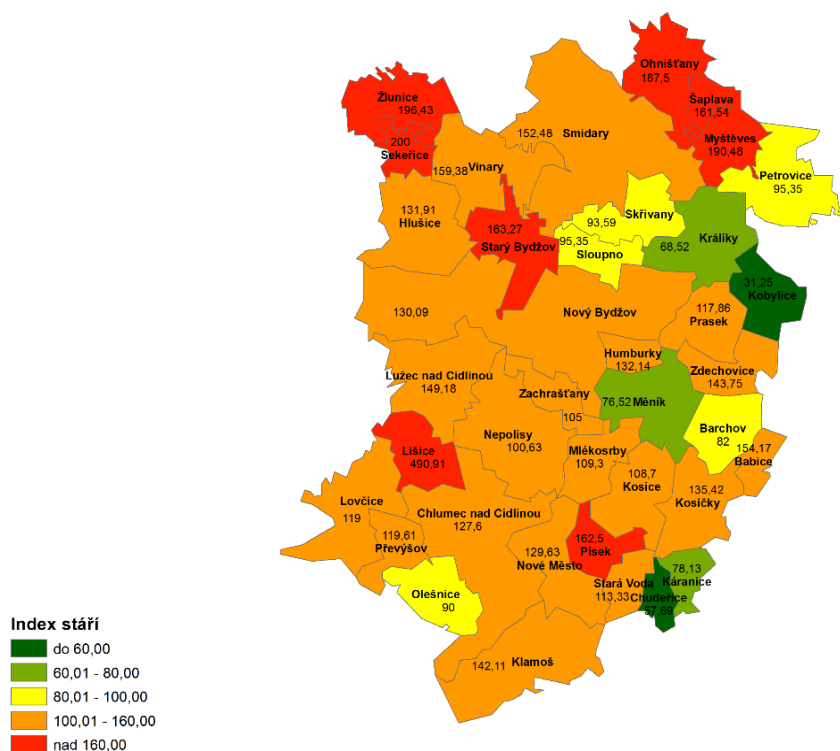 Ohnišťany
187,5
Žlunice
196,43
Šaplava
161,54
200
Sekeřice
152,48
Smidary
Myštěves
190,48
Vinary
159,38
Petrovice
95,35
131,91
Hlušice
163,27
Starý Bydžov
93,59
Skřivany
95,35
Sloupno
Králíky
68,52
31,25
Kobylice
130,09
Nový Bydžov
117,86
Prasek
Humburky
132,14
Zdechovice
143,75
Lužec nad Cidlinou
149,18
Zachrašťany
105
76,52
Měník
Barchov
82
Nepolisy
100,63
Mlékosrby
109,3
154,17
Babice
Lišice
490,91
108,7
Kosice
135,42
Kosičky
Lovčice
119
Chlumec nad Cidlinou
127,6
119,61
Převýšov
162,5
Písek
129,63
Nové Město
78,13
Káranice
Stará Voda
113,33
Chudeřice
57,69
Olešnice
90
142,11
Klamoš
Index stáří
do 60,00
60,01 - 80,00
80,01 - 100,00
100,01 - 160,00
nad 160,00